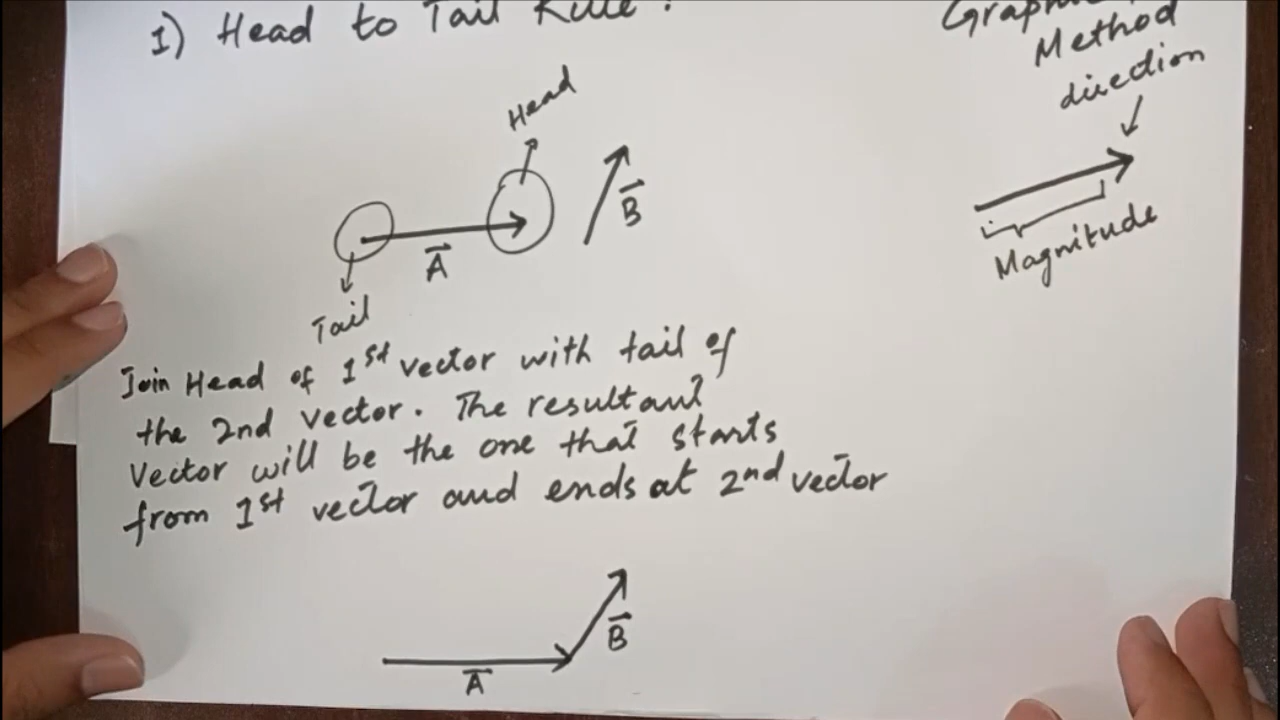 1) Head to Tail Rule :
Method
direction
Head
B
A
Tail
Magnitude
Join Head of 1st vector with tail of
the 2nd vector. The resultant
Vector will be the one that starts
from 1st vector and ends at 2nd vector
B
A